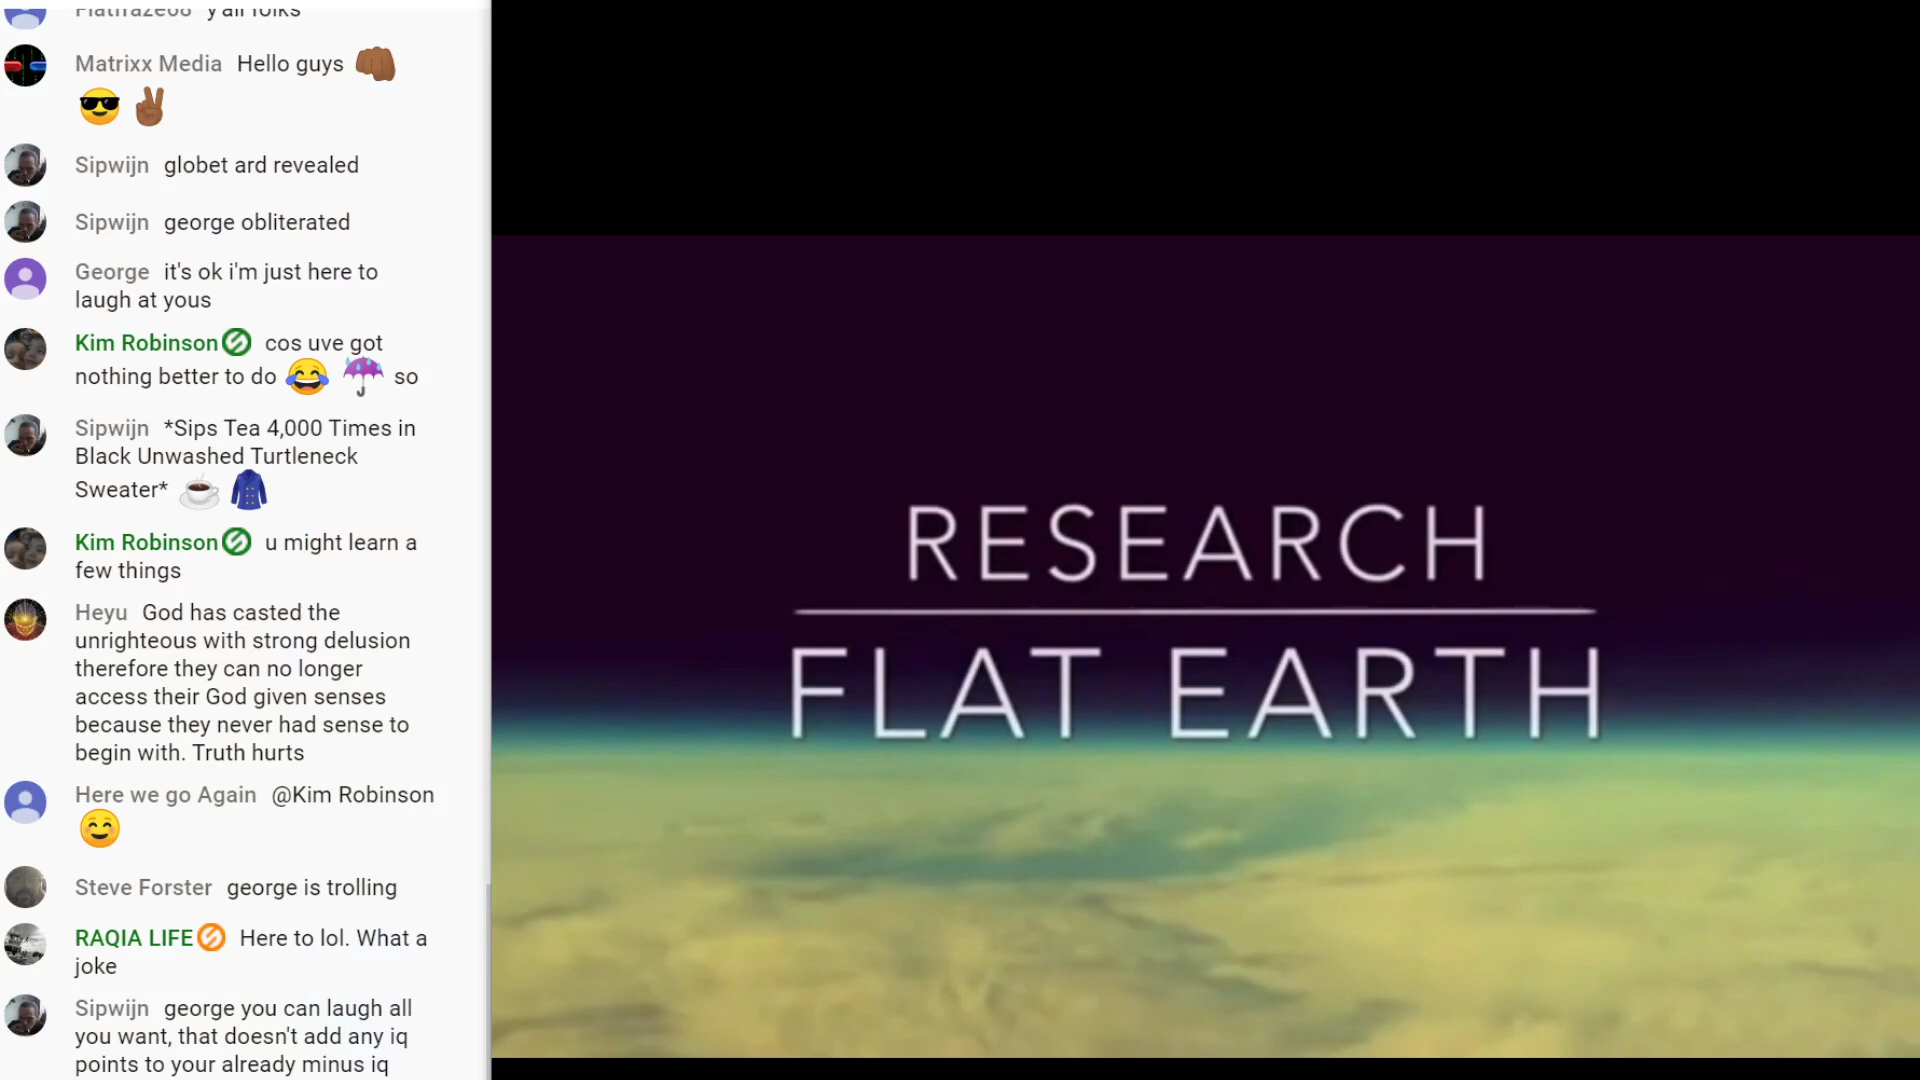 y'all folks
Matrixx Media Hello guys
Sipwijn globet ard revealed
Sipwijn george obliterated
George it's ok i'm just here to
laugh at yous
Kim Robinson cos uve got
nothing better to do so
Sipwijn *Sips Tea 4,000 Times in
Black Unwashed Turtleneck
Sweater*
Kim Robinson u might learn a
few things
Heyu God has casted the
unrighteous with strong delusion
therefore they can no longer
access their God given senses
because they never had sense to
begin with. Truth hurts
Here we go Again @Kim Robinson
Steve Forster george is trolling
RAQIA LIFE Here to lol. What a
joke
Sipwijn george you can laugh all
you want, that doesn't add any iq
points to your already minus iq
RESEARCH
FLAT EARTH